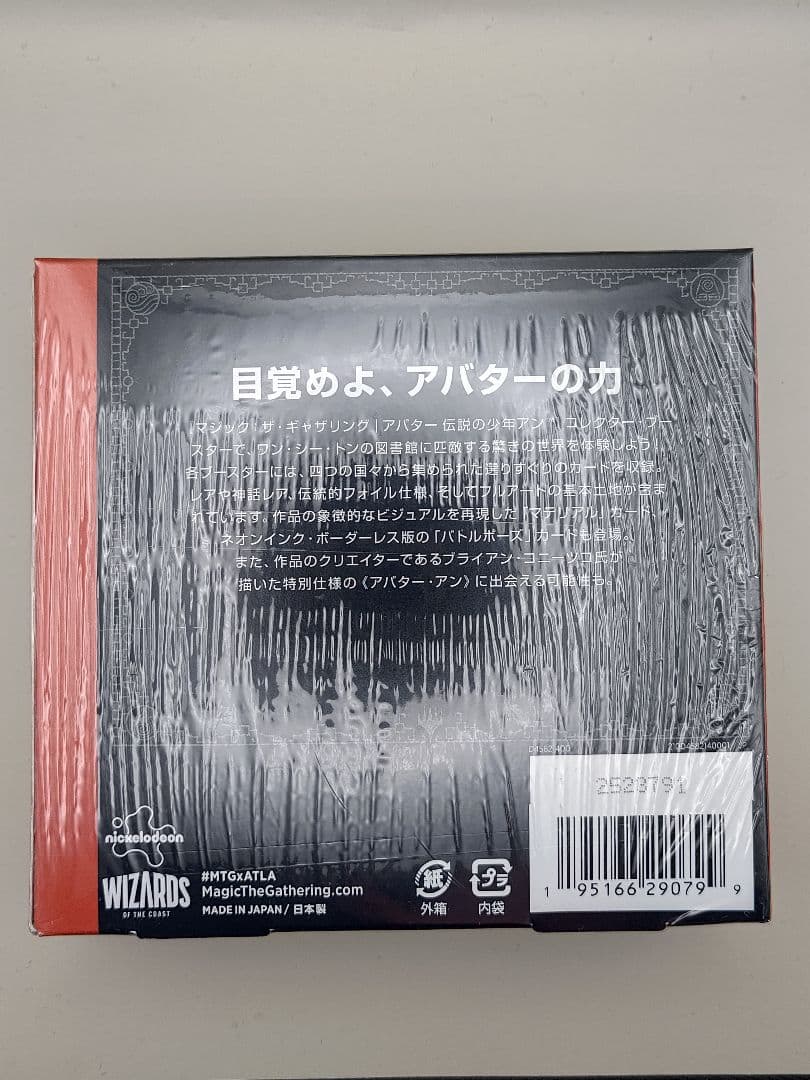 目覚めよ、アバターの力
マジック:ザ・ギャザリング | アバター 伝説の少年アン® コレクター・ブー
スターで、ワン・シー・トンの図書館に匹敵する驚きの世界を体験しよう。
各ブースターには、四つの国々から集められた選りすぐりのカードを収録。
レアや神話レア、伝統的フォイル仕様、そしてフルアートの基本土地が含ま
れています。作品の象徴的なビジュアルを再現した「マテリアル」カード、
ネオンインク・ボーダーレス版の「バトルポーズ」カードも登場。
また、作品のクリエイターであるブライアン・コニーツコ氏が
描いた特別仕様の《アバター・アン》に出会える可能性も。
D4562 400
21004562140001
2523791
nickelodeon
WIZARDS
OF THE COAST
#MTGxATLA
MagicTheGathering.com
MADE IN JAPAN / 日本製
紙
外箱
プラ
内袋
1 95166 29079 9